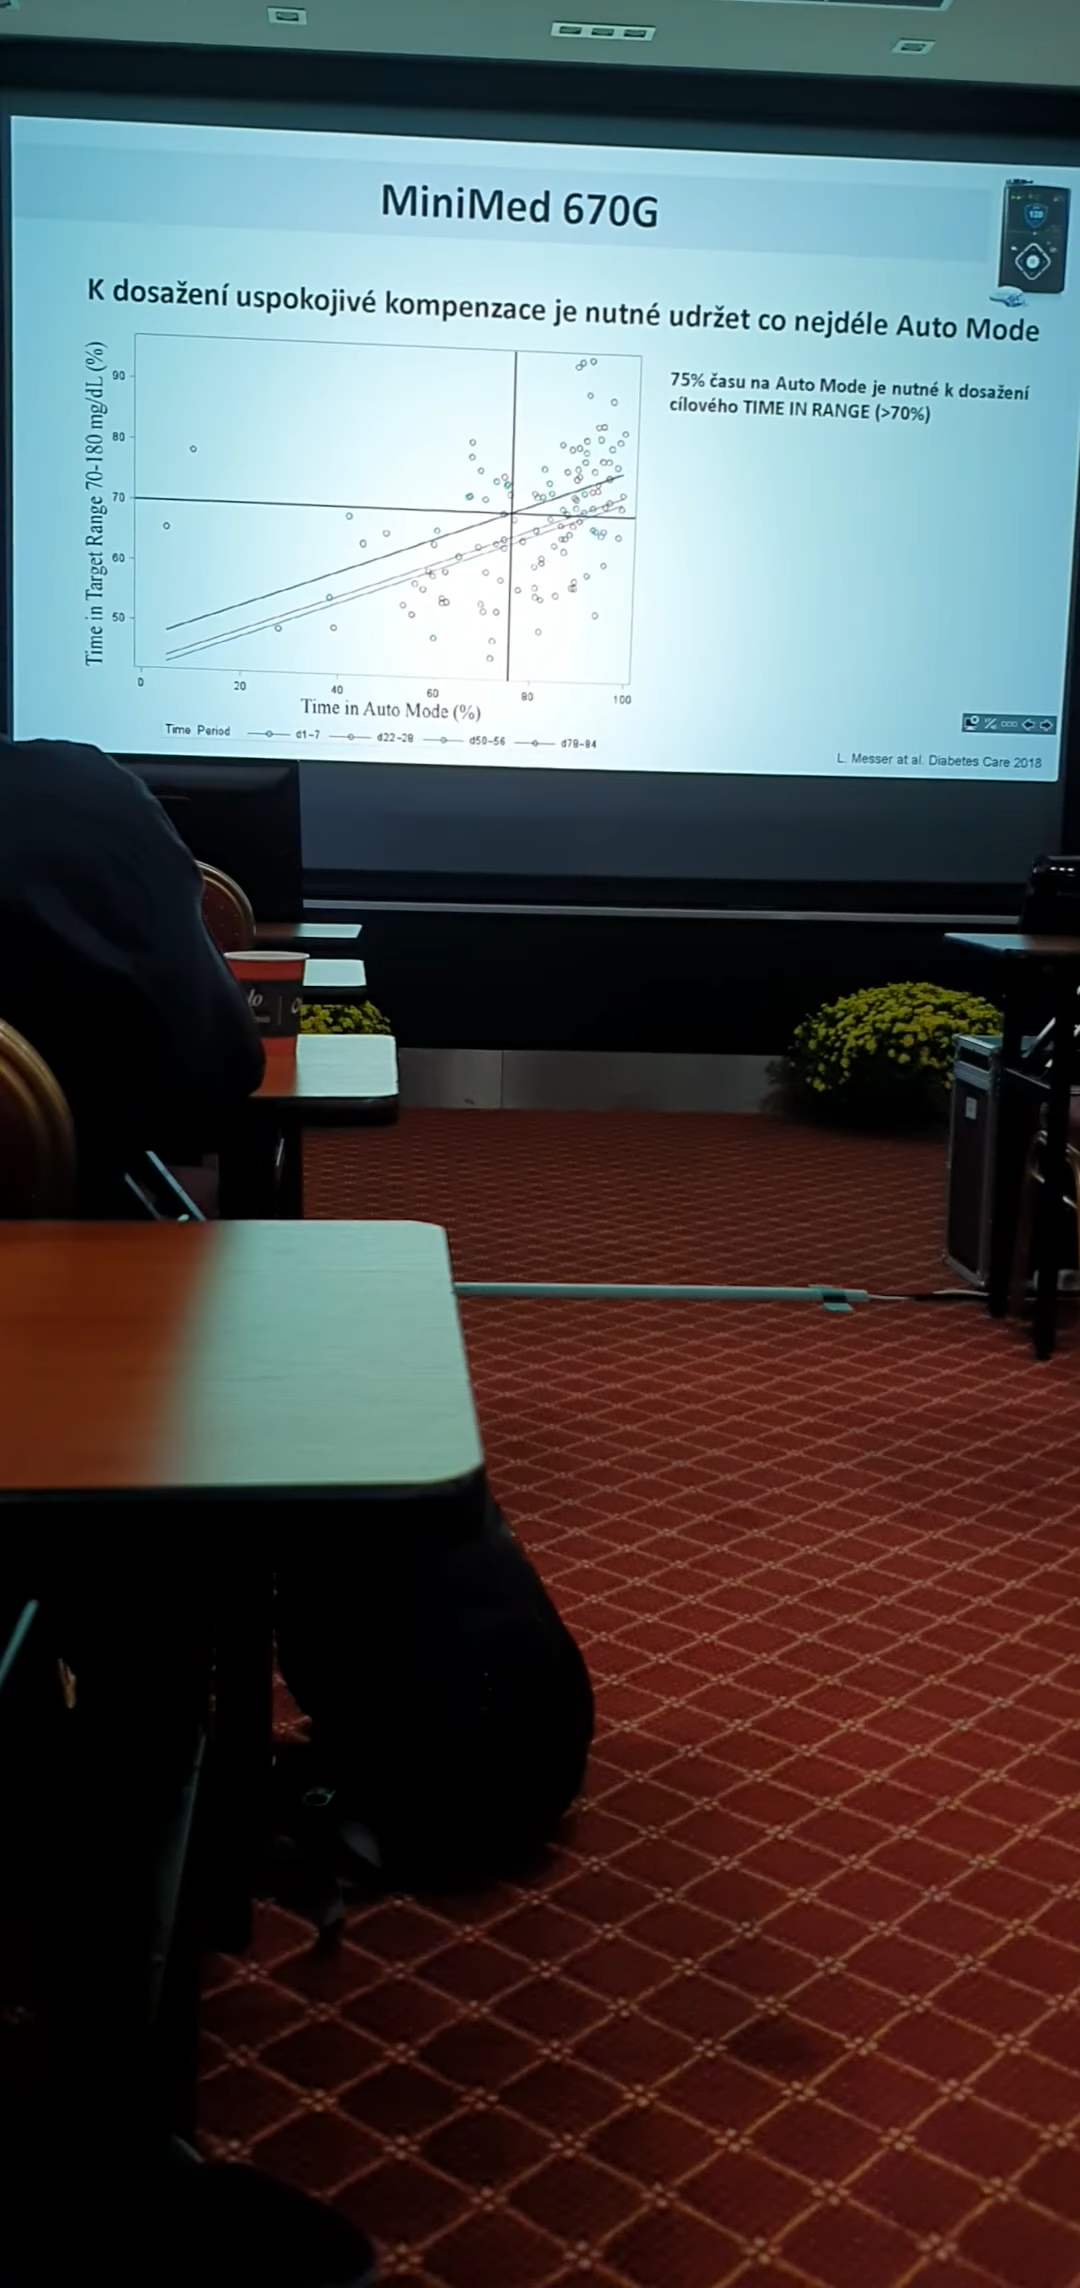 MiniMed 670G
120
K dosažení uspokojivé kompenzace je nutné udržet co nejdéle Auto Mode
75% času na Auto Mode je nutné k dosažení
cílového TIME IN RANGE (>70%)
Time in Target Range 70-180 mg/dL (%)
90
80
70
60
50
0 20 40 60 80 100
Time in Auto Mode (%)
Time Period d1-7 d22-28 d50-56 d78-84
L. Messer at al. Diabetes Care 2018